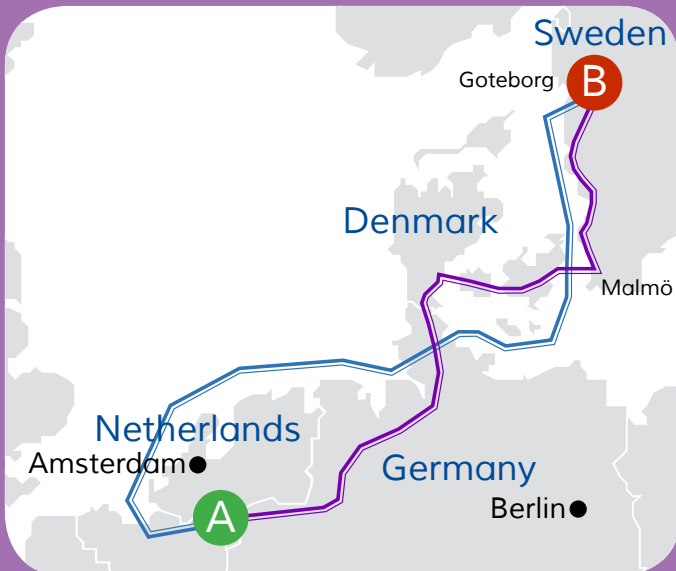 Sweden
Goteborg
B
Denmark
Malmö
Netherlands
Amsterdam
Germany
A
Berlin